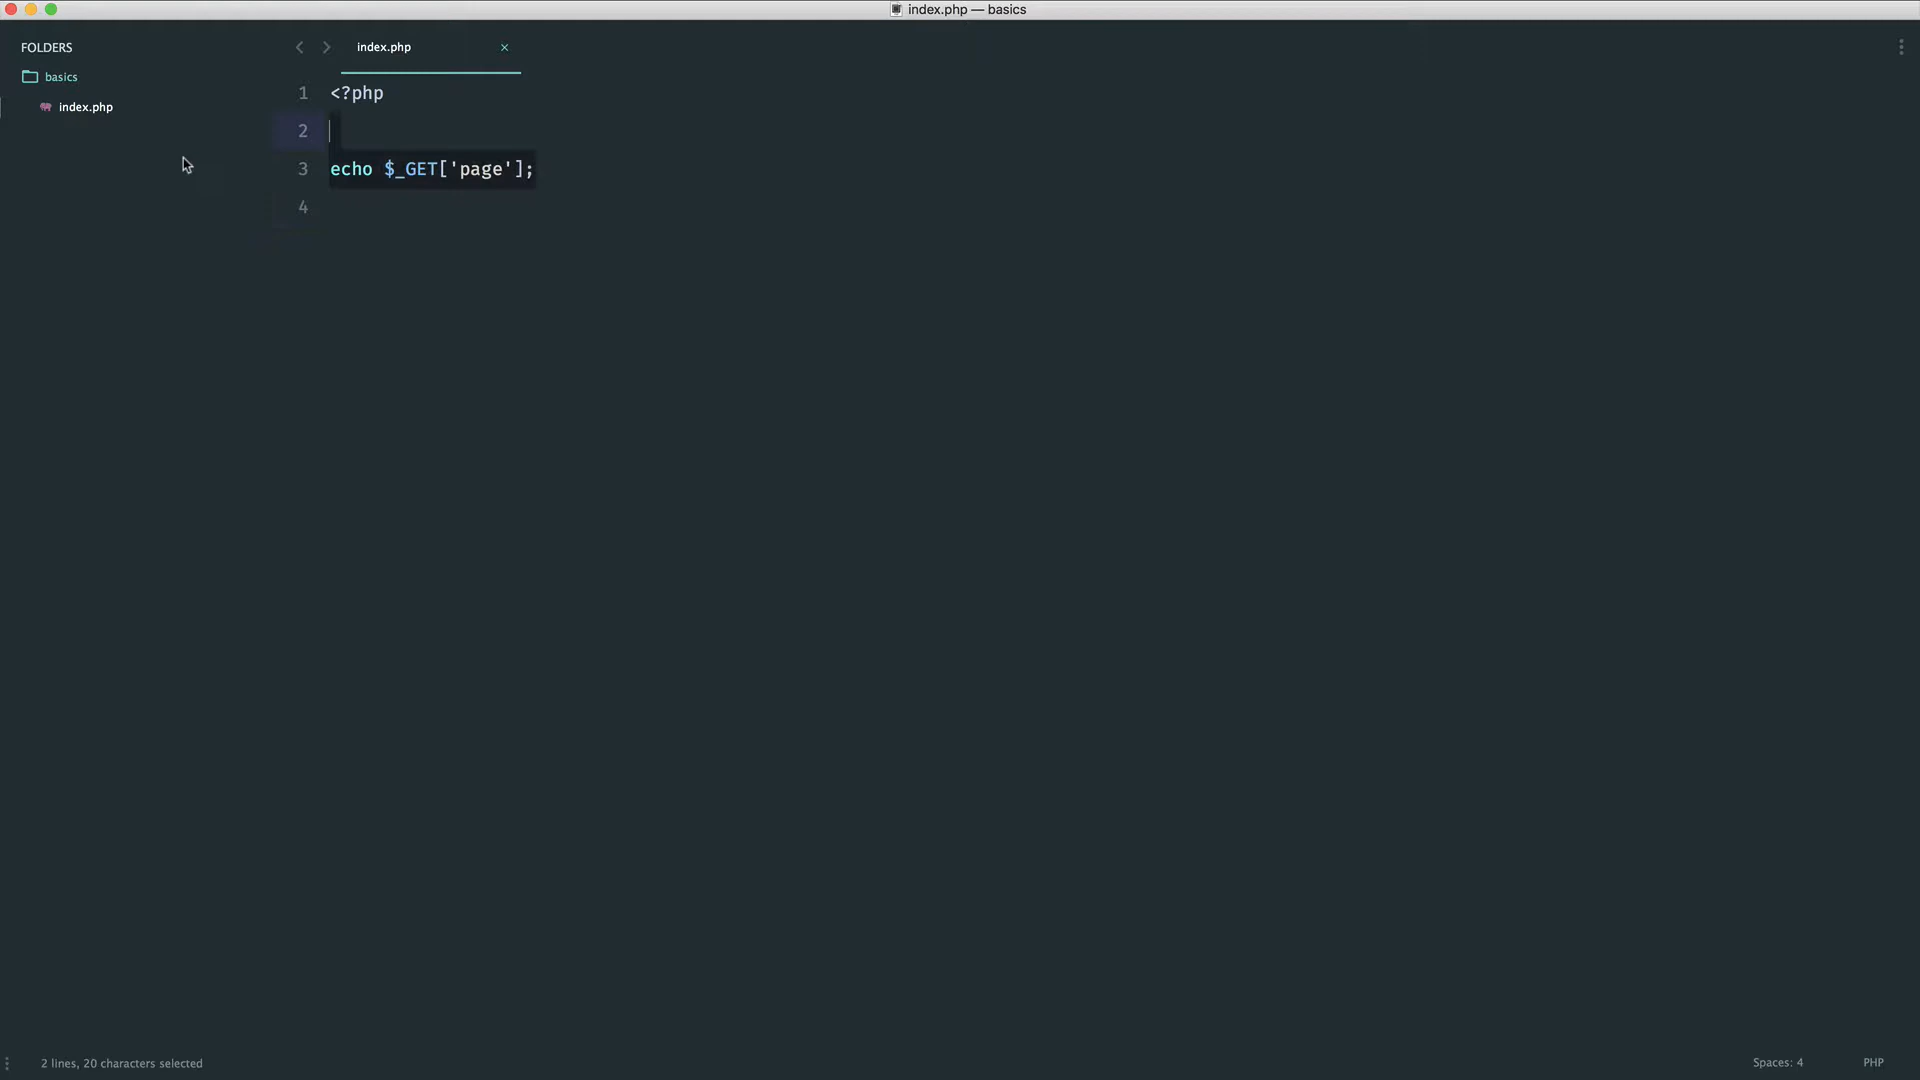 index.php — basics
FOLDERS
basics
index.php
index.php ×
1 <?php
2
3 echo $_GET['page'];
4
2 lines, 20 characters selected
Spaces: 4
PHP